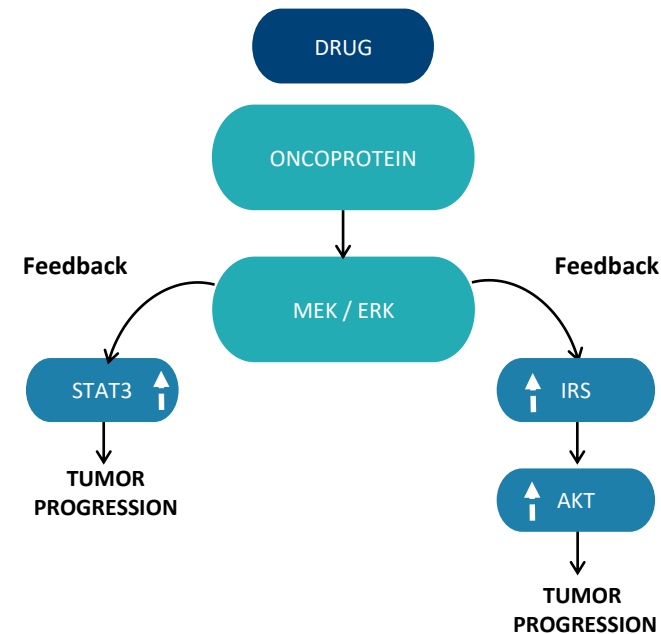 DRUG
ONCOPROTEIN
Feedback
Feedback
MEK / ERK
STAT3
IRS
TUMOR
PROGRESSION
AKT
TUMOR
PROGRESSION